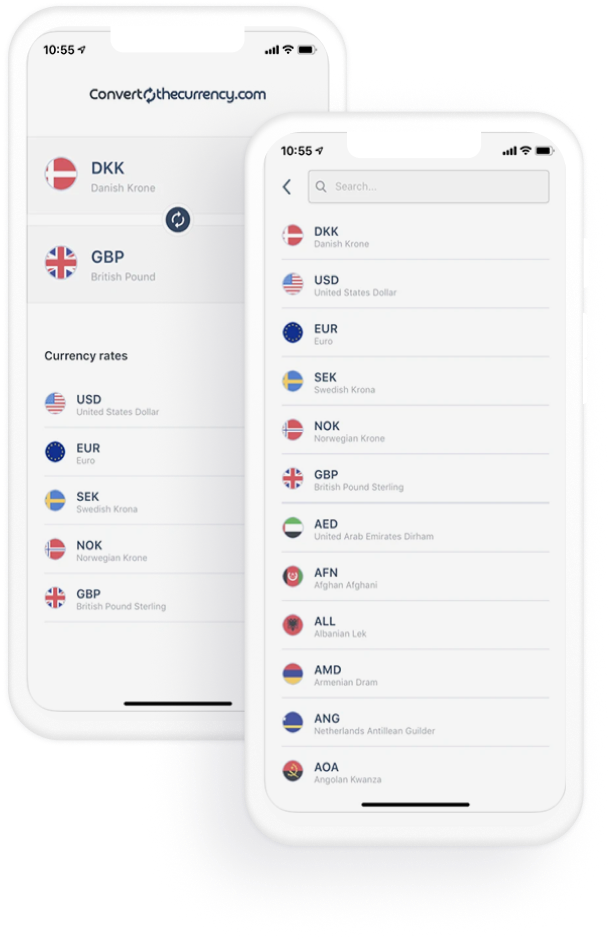 10:55
Convertthecurrency.com
DKK
Danish Krone
GBP
British Pound
Currency rates
USD
United States Dollar
EUR
Euro
SEK
Swedish Krona
NOK
Norwegian Krone
GBP
British Pound Sterling
10:55
Search...
DKK
Danish Krone
USD
United States Dollar
EUR
Euro
SEK
Swedish Krona
NOK
Norwegian Krone
GBP
British Pound Sterling
AED
United Arab Emirates Dirham
AFN
Afghan Afghani
ALL
Albanian Lek
AMD
Armenian Dram
ANG
Netherlands Antillean Guilder
AOA
Angolan Kwanza